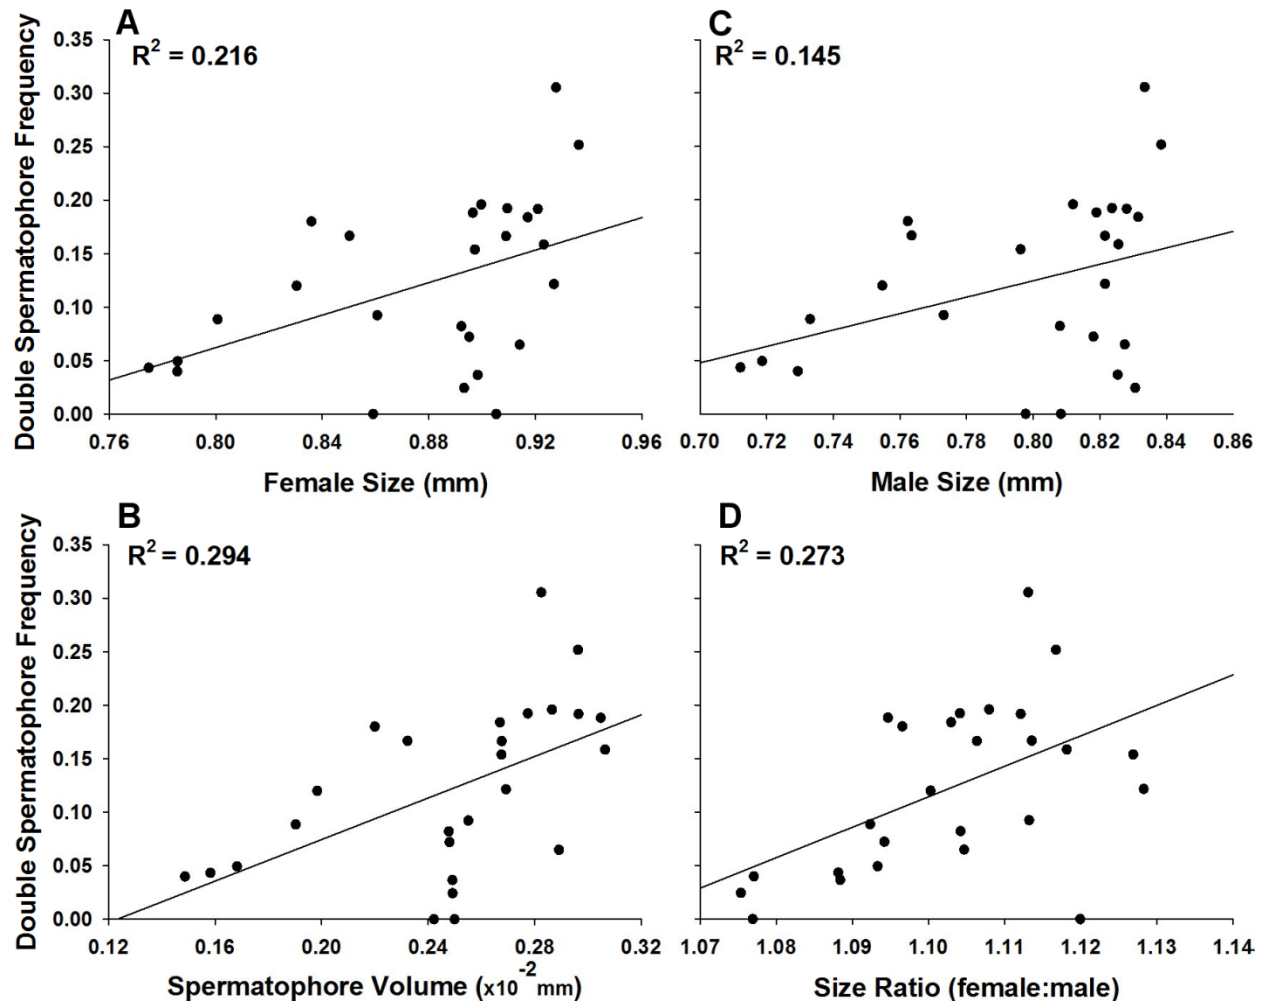 A
R² = 0.216
Double Spermatophore Frequency
0.35
0.30
0.25
0.20
0.15
0.10
0.05
0.00
0.76 0.80 0.84 0.88 0.92 0.96
Female Size (mm)
C
R² = 0.145
0.70 0.72 0.74 0.76 0.78 0.80 0.82 0.84 0.86
Male Size (mm)
B
R² = 0.294
Double Spermatophore Frequency
0.35
0.30
0.25
0.20
0.15
0.10
0.05
0.00
0.12 0.16 0.20 0.24 0.28 0.32
Spermatophore Volume (x10⁻² mm)
D
R² = 0.273
1.07 1.08 1.09 1.10 1.11 1.12 1.13 1.14
Size Ratio (female:male)